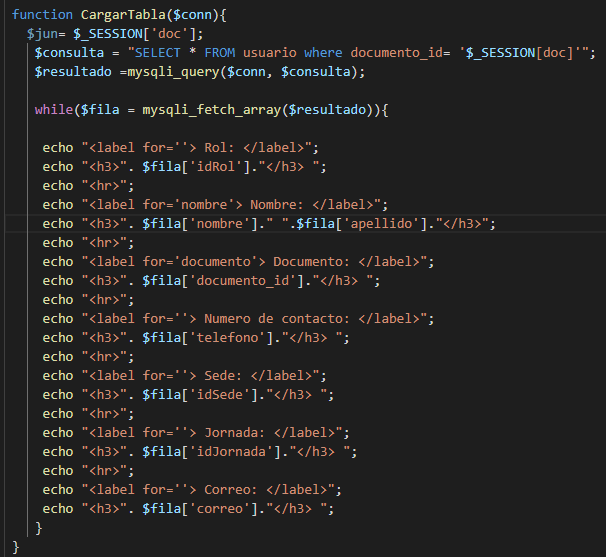 function CargarTabla($conn){
$jun= $_SESSION['doc'];
$consulta = "SELECT * FROM usuario where documento_id= '$_SESSION[doc]'";
$resultado =mysqli_query($conn, $consulta);
while($fila = mysqli_fetch_array($resultado)){
echo "<label for=''> Rol: </label>";
echo "<h3>". $fila['idRol']."</h3> ";
echo "<hr>";
echo "<label for='nombre'> Nombre: </label>";
echo "<h3>". $fila['nombre']." ".$fila['apellido']."</h3>";
echo "<hr>";
echo "<label for='documento'> Documento: </label>";
echo "<h3>". $fila['documento_id']."</h3> ";
echo "<hr>";
echo "<label for=''> Numero de contacto: </label>";
echo "<h3>". $fila['telefono']."</h3> ";
echo "<hr>";
echo "<label for=''> Sede: </label>";
echo "<h3>". $fila['idSede']."</h3> ";
echo "<hr>";
echo "<label for=''> Jornada: </label>";
echo "<h3>". $fila['idJornada']."</h3> ";
echo "<hr>";
echo "<label for=''> Correo: </label>";
echo "<h3>". $fila['correo']."</h3> ";
}
}